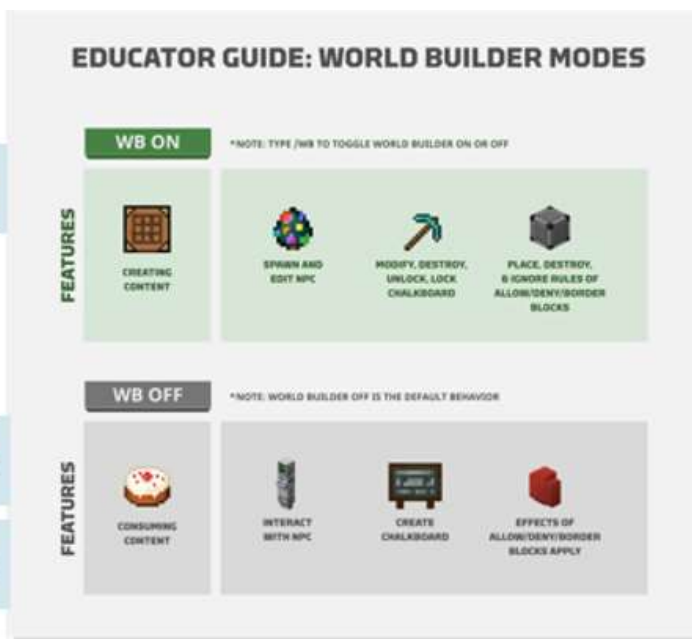 EDUCATOR GUIDE: WORLD BUILDER MODES
WB ON
*NOTE: TYPE /WB TO TOGGLE WORLD BUILDER ON OR OFF
FEATURES
CREATING
CONTENT
SPAWN AND
EDIT NPC
MODIFY, DESTROY,
UNLOCK, LOCK
CHALKBOARD
PLACE, DESTROY,
& IGNORE RULES OF
ALLOW/DENY/BORDER
BLOCKS
WB OFF
*NOTE: WORLD BUILDER OFF IS THE DEFAULT BEHAVIOR
FEATURES
CONSUMING
CONTENT
INTERACT
WITH NPC
CREATE
CHALKBOARD
EFFECTS OF
ALLOW/DENY/BORDER
BLOCKS APPLY